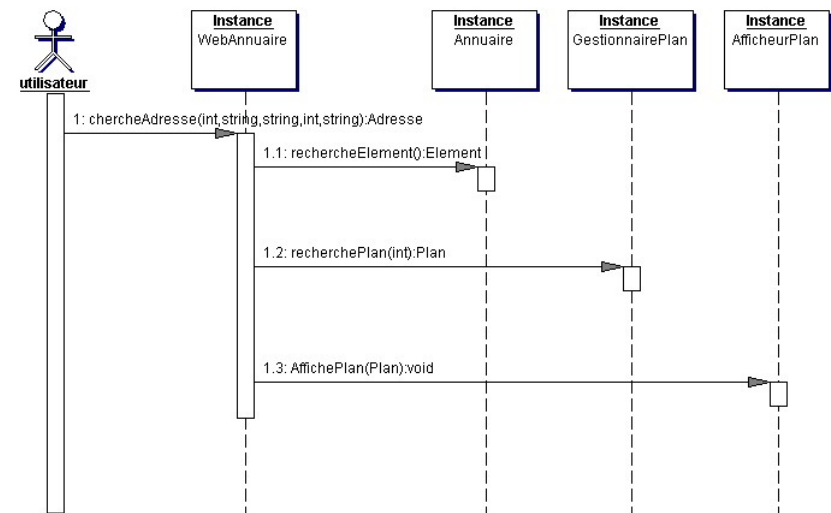 Instance
WebAnnuaire
Instance
Annuaire
Instance
GestionnairePlan
Instance
AfficheurPlan
utilisateur
1: chercheAdresse(int,string,string,int,string):Adresse
1.1: rechercheElement():Element
1.2: recherchePlan(int):Plan
1.3: AffichePlan(Plan):void